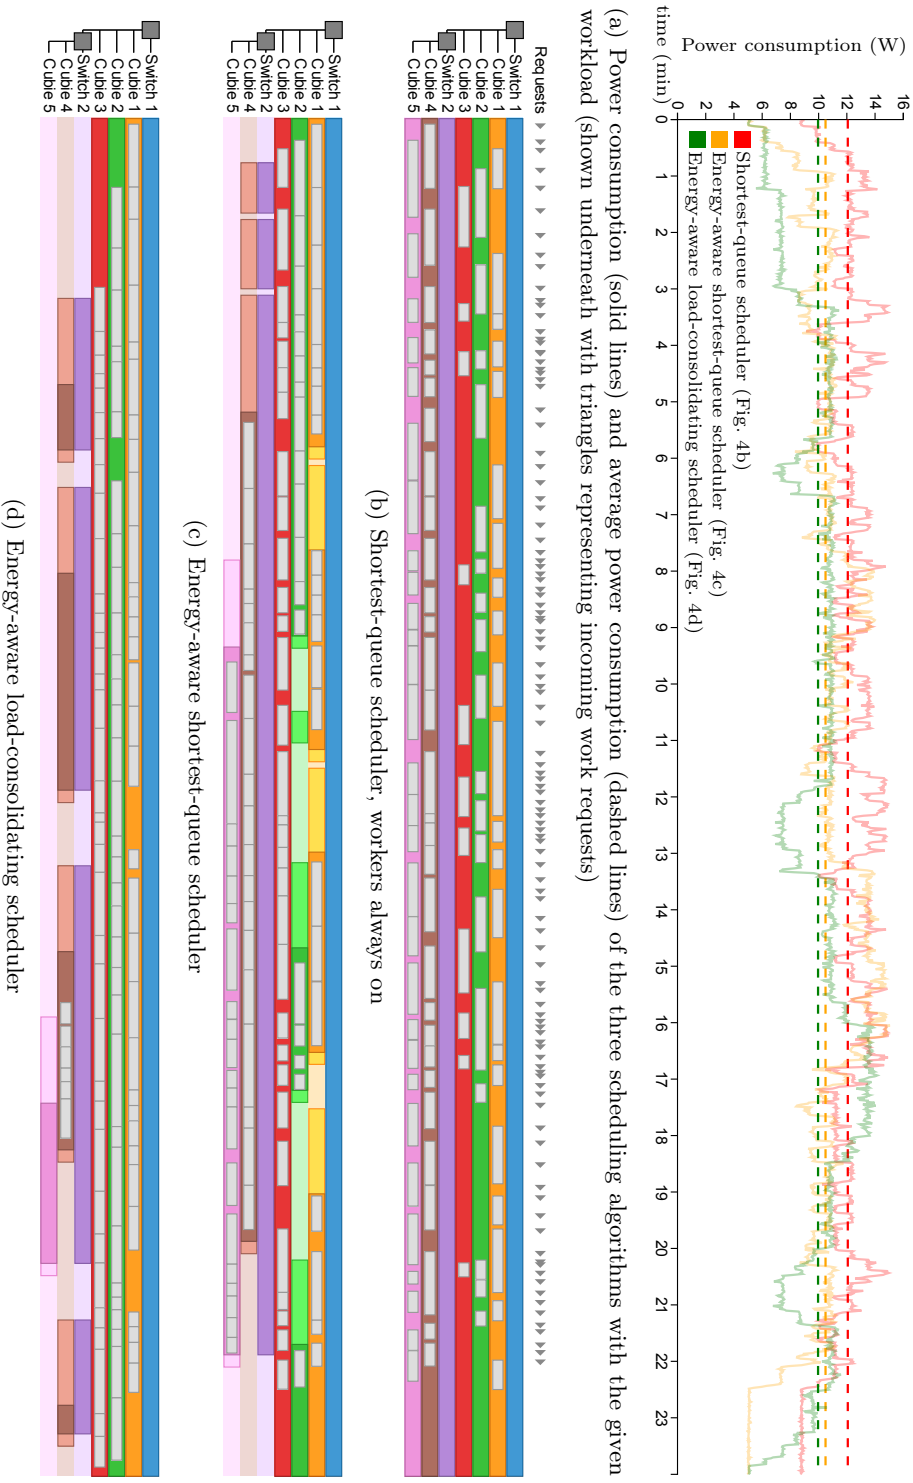 Power consumption (W)
16
14
12
10
8
6
4
2
0
0 1 2 3 4 5 6 7 8 9 10 11 12 13 14 15 16 17 18 19 20 21 22 23
time (min)
Shortest-queue scheduler (Fig. 4b)
Energy-aware shortest-queue scheduler (Fig. 4c)
Energy-aware load-consolidating scheduler (Fig. 4d)
(a) Power consumption (solid lines) and average power consumption (dashed lines) of the three scheduling algorithms with the given
workload (shown underneath with triangles representing incoming work requests)
Requests
Switch 1
Cubie 1
Cubie 2
Cubie 3
Switch 2
Cubie 4
Cubie 5
(b) Shortest-queue scheduler, workers always on
Switch 1
Cubie 1
Cubie 2
Cubie 3
Switch 2
Cubie 4
Cubie 5
(c) Energy-aware shortest-queue scheduler
Switch 1
Cubie 1
Cubie 2
Cubie 3
Switch 2
Cubie 4
Cubie 5
(d) Energy-aware load-consolidating scheduler